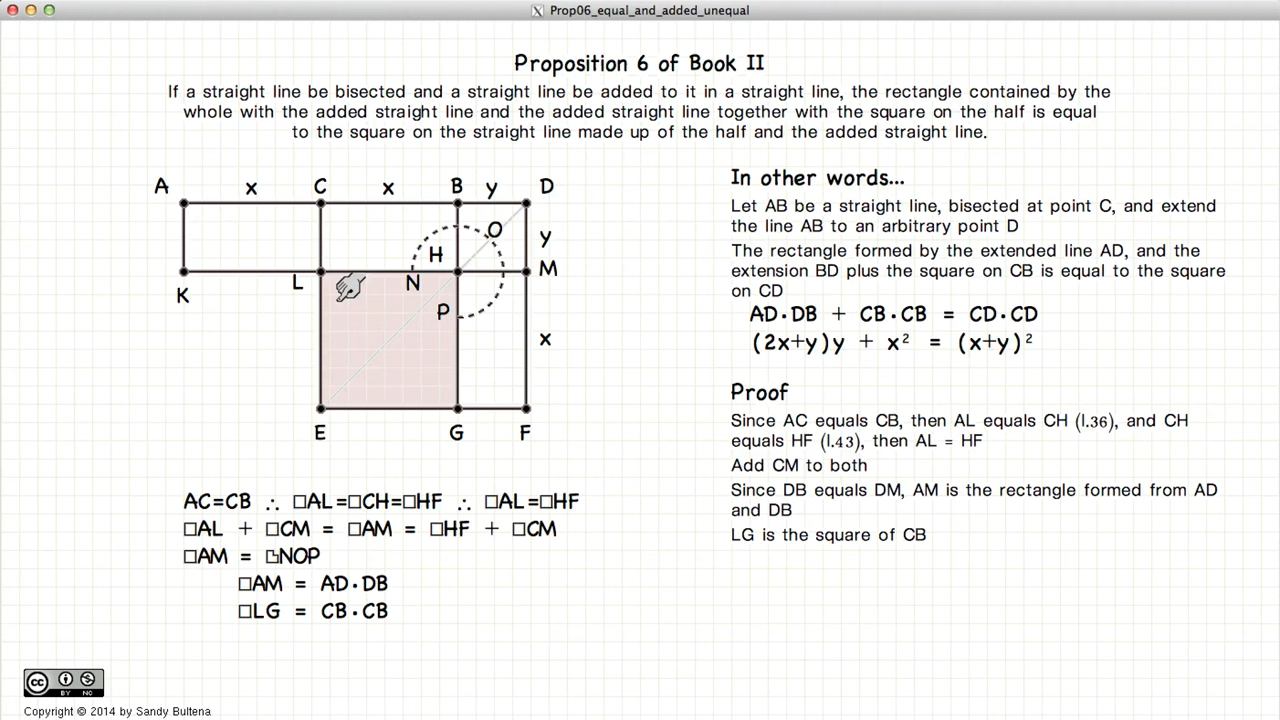 Prop06_equal_and_added_unequal
Proposition 6 of Book II
If a straight line be bisected and a straight line be added to it in a straight line, the rectangle contained by the
whole with the added straight line and the added straight line together with the square on the half is equal
to the square on the straight line made up of the half and the added straight line.
A x C x B y D
O y
H
K L N M
P
x
E G F
In other words...
Let AB be a straight line, bisected at point C, and extend
the line AB to an arbitrary point D
The rectangle formed by the extended line AD, and the
extension BD plus the square on CB is equal to the square
on CD
AD·DB + CB·CB = CD·CD
(2x+y)y + x² = (x+y)²
Proof
Since AC equals CB, then AL equals CH (I.36), and CH
equals HF (I.43), then AL = HF
Add CM to both
Since DB equals DM, AM is the rectangle formed from AD
and DB
LG is the square of CB
AC=CB ∴ □AL=□CH=□HF ∴ □AL=□HF
□AL + □CM = □AM = □HF + □CM
□AM = ⬔NOP
□AM = AD·DB
□LG = CB·CB
cc BY NC
Copyright © 2014 by Sandy Bultena